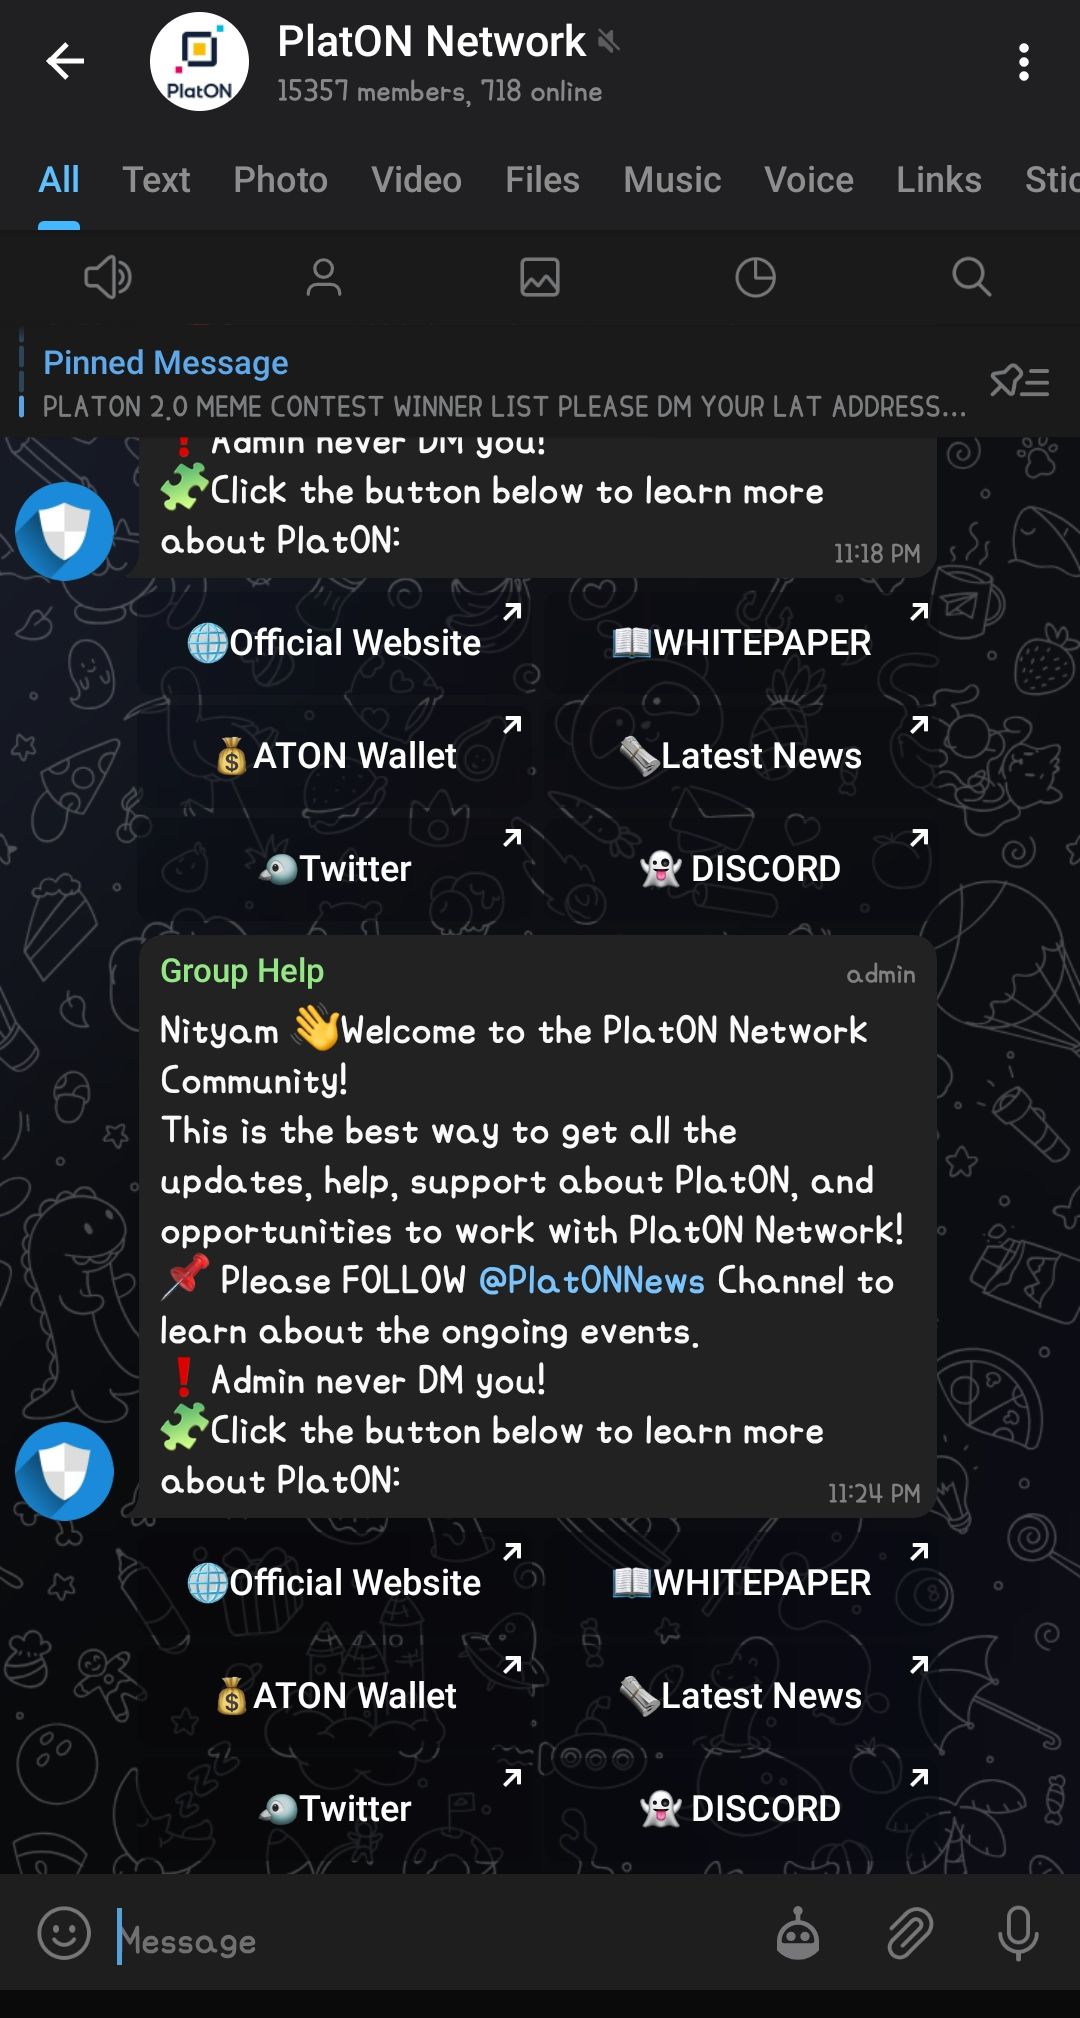 PlatON Network
PlatON
15357 members, 718 online
All Text Photo Video Files Music Voice Links Stic
Pinned Message
PLATON 2.0 MEME CONTEST WINNER LIST PLEASE DM YOUR LAT ADDRESS...
❗ Admin never DM you!
🧩Click the button below to learn more
about PlatON:
11:18 PM
🌐Official Website 📖WHITEPAPER
💰ATON Wallet 🗞Latest News
🐦Twitter 👻 DISCORD
Group Help admin
Nityam 👋Welcome to the PlatON Network
Community!
This is the best way to get all the
updates, help, support about PlatON, and
opportunities to work with PlatON Network!
📌 Please FOLLOW @PlatONNews Channel to
learn about the ongoing events.
❗ Admin never DM you!
🧩Click the button below to learn more
about PlatON:
11:24 PM
🌐Official Website 📖WHITEPAPER
💰ATON Wallet 🗞Latest News
🐦Twitter 👻 DISCORD
Message